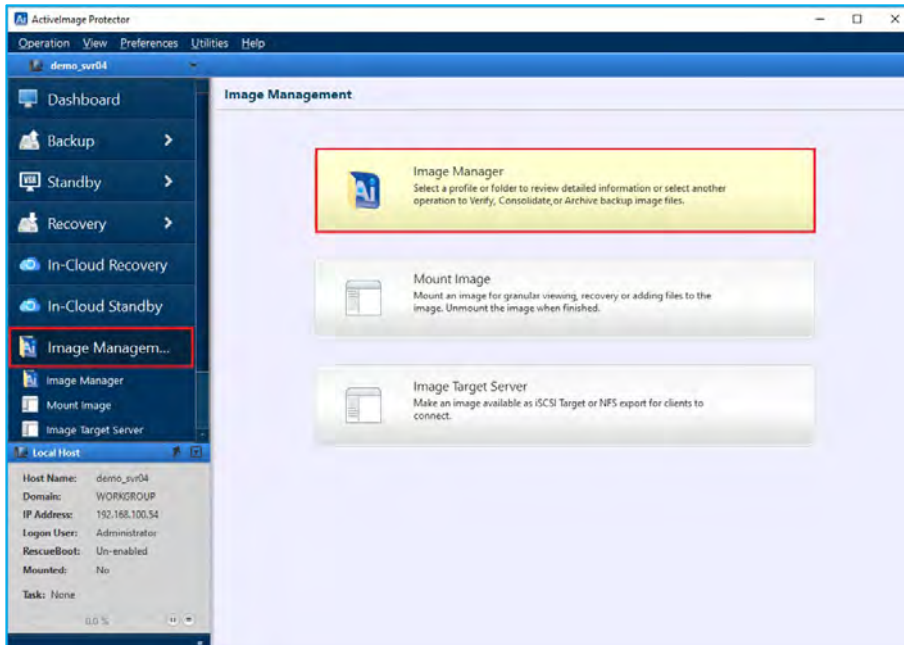 ActiveImage Protector
Operation View Preferences Utilities Help
demo_svr04
Dashboard
Backup
Standby
Recovery
In-Cloud Recovery
In-Cloud Standby
Image Managem...
Image Manager
Mount Image
Image Target Server
Local Host
Host Name: demo_svr04
Domain: WORKGROUP
IP Address: 192.168.100.54
Logon User: Administrator
RescueBoot: Un-enabled
Mounted: No
Task: None
0.0 %
Image Management
Image Manager
Select a profile or folder to review detailed information or select another
operation to Verify, Consolidate,or Archive backup image files.
Mount Image
Mount an image for granular viewing, recovery or adding files to the
image. Unmount the image when finished.
Image Target Server
Make an image available as iSCSI Target or NFS export for clients to
connect.